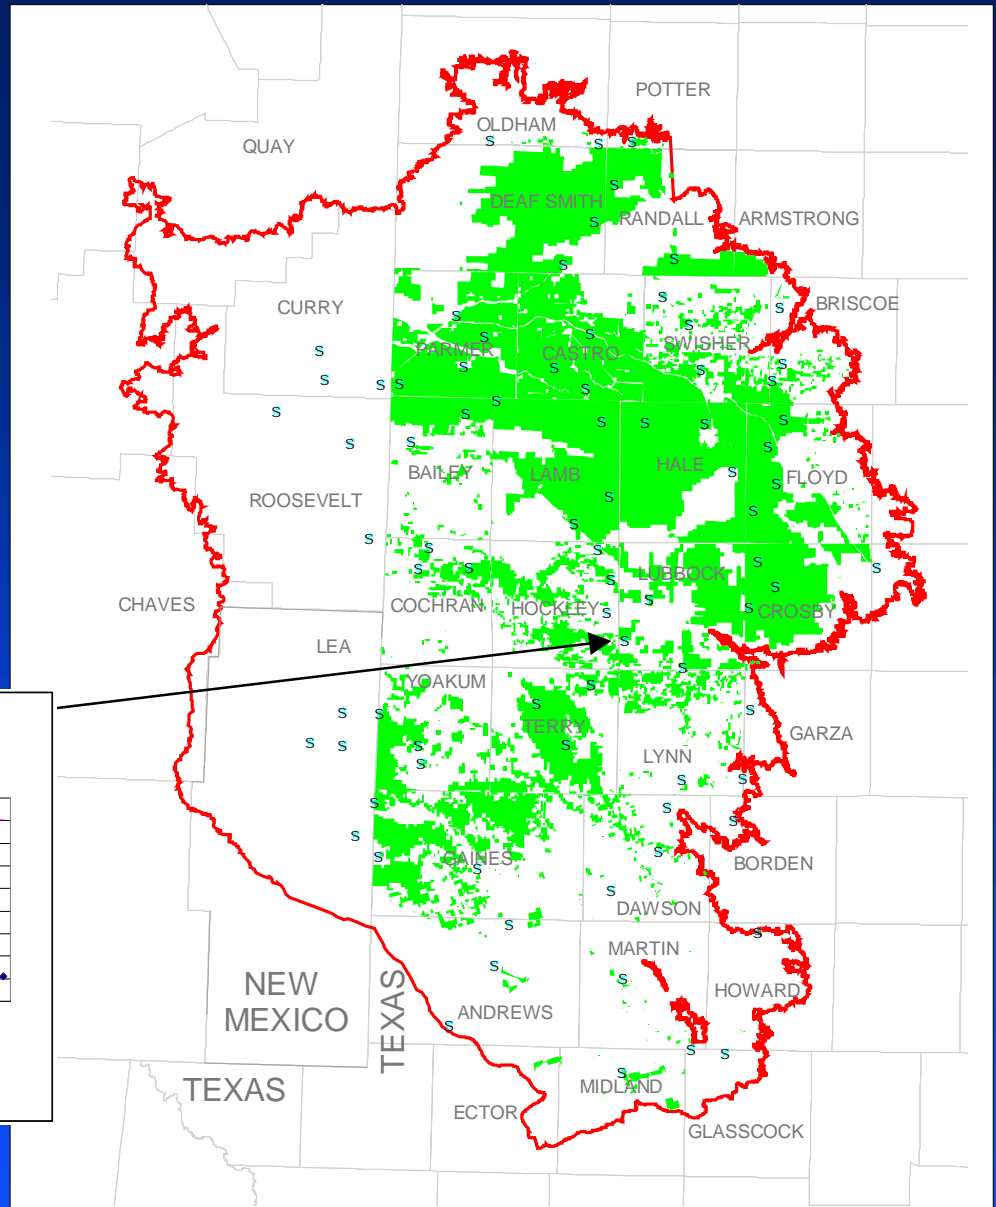 POTTER
OLDHAM
QUAY
DEAF SMITH
RANDALL
ARMSTRONG
CURRY
BRISCOE
PARMER
CASTRO
SWISHER
BAILEY
LAMB
HALE
FLOYD
ROOSEVELT
LUBBOCK
CHAVES
COCHRAN
HOCKLEY
CROSBY
LEA
YOAKUM
TERRY
GARZA
LYNN
GAINES
BORDEN
DAWSON
MARTIN
NEW
MEXICO
TEXAS
HOWARD
ANDREWS
TEXAS
MIDLAND
ECTOR
GLASSCOCK